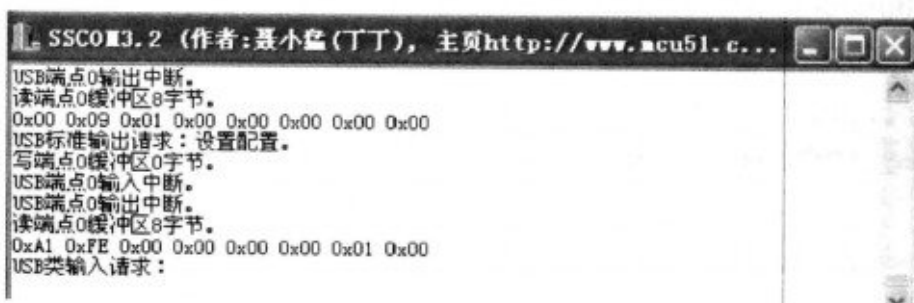 SSCOM3.2 (作者:聂小猛(丁丁), 主页http://www.mcu51.c...
USB端点0输出中断。
读端点0缓冲区8字节。
0x00 0x09 0x01 0x00 0x00 0x00 0x00 0x00
USB标准输出请求：设置配置。
写端点0缓冲区0字节。
USB端点0输入中断。
USB端点0输出中断。
读端点0缓冲区8字节。
0xA1 0xFE 0x00 0x00 0x00 0x00 0x01 0x00
USB类输入请求：